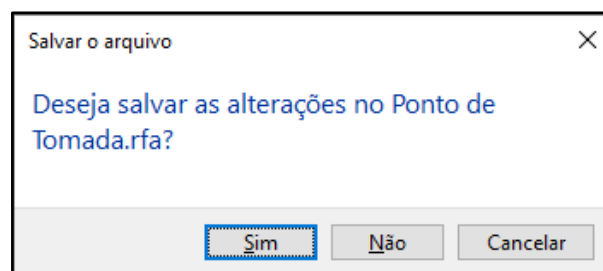 Salvar o arquivo
Deseja salvar as alterações no Ponto de
Tomada.rfa?
Sim Não Cancelar